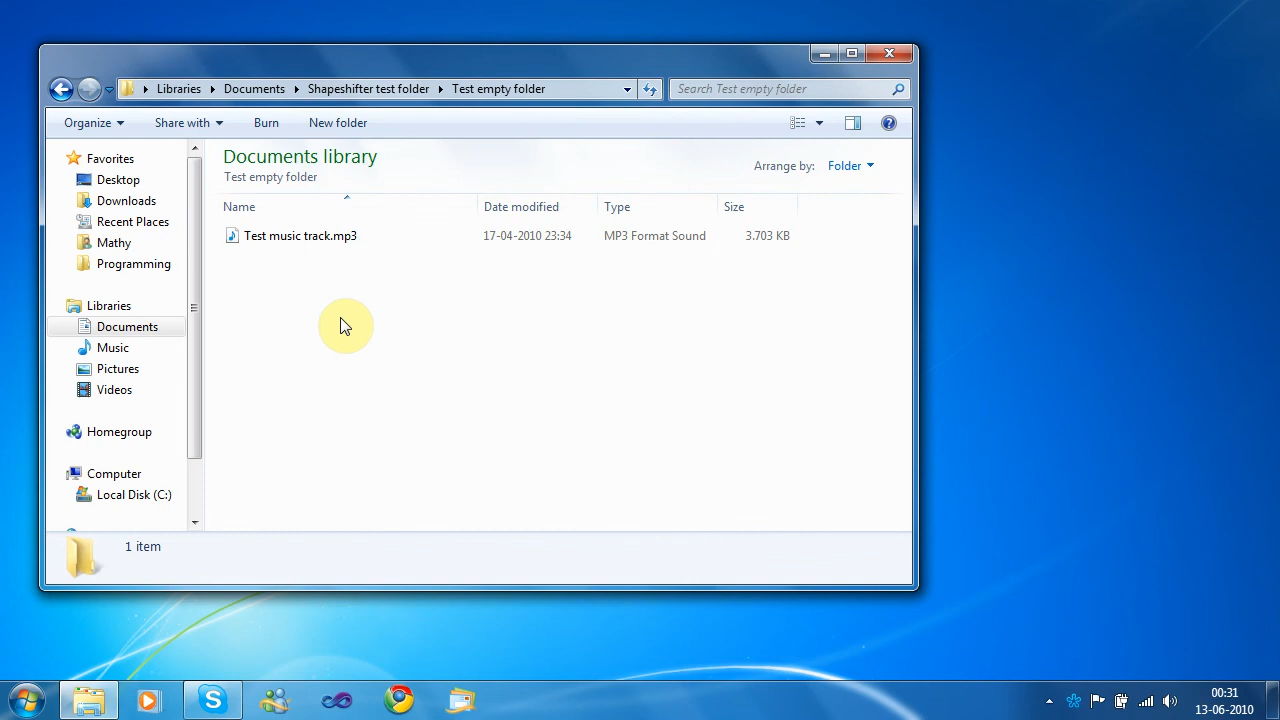 Libraries Documents Shapeshifter test folder Test empty folder
Search Test empty folder
Organize Share with Burn New folder
Documents library
Test empty folder
Arrange by: Folder
Name Date modified Type Size
Test music track.mp3 17-04-2010 23:34 MP3 Format Sound 3.703 KB
Favorites
Desktop
Downloads
Recent Places
Mathy
Programming
Libraries
Documents
Music
Pictures
Videos
Homegroup
Computer
Local Disk (C:)
1 item
00:31
13-06-2010